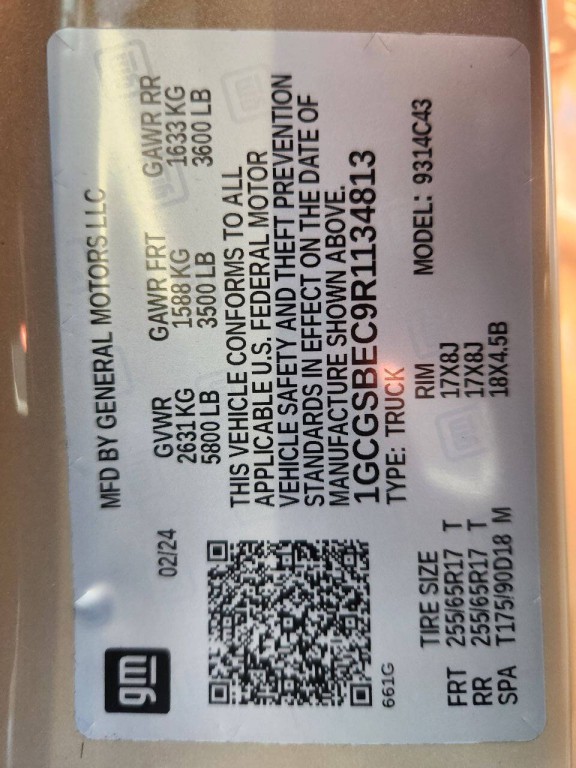 gm
02/24
MFD BY GENERAL MOTORS LLC
GVWR GAWR FRT GAWR RR
2631 KG 1588 KG 1633 KG
5800 LB 3500 LB 3600 LB
THIS VEHICLE CONFORMS TO ALL
APPLICABLE U.S. FEDERAL MOTOR
VEHICLE SAFETY AND THEFT PREVENTION
STANDARDS IN EFFECT ON THE DATE OF
MANUFACTURE SHOWN ABOVE.
1GCGSBEC9R1134813
661G
TYPE: TRUCK MODEL: 9314C43
TIRE SIZE RIM
FRT 255/65R17 T 17X8J
RR 255/65R17 T 17X8J
SPA T175/90D18 M 18X4.5B